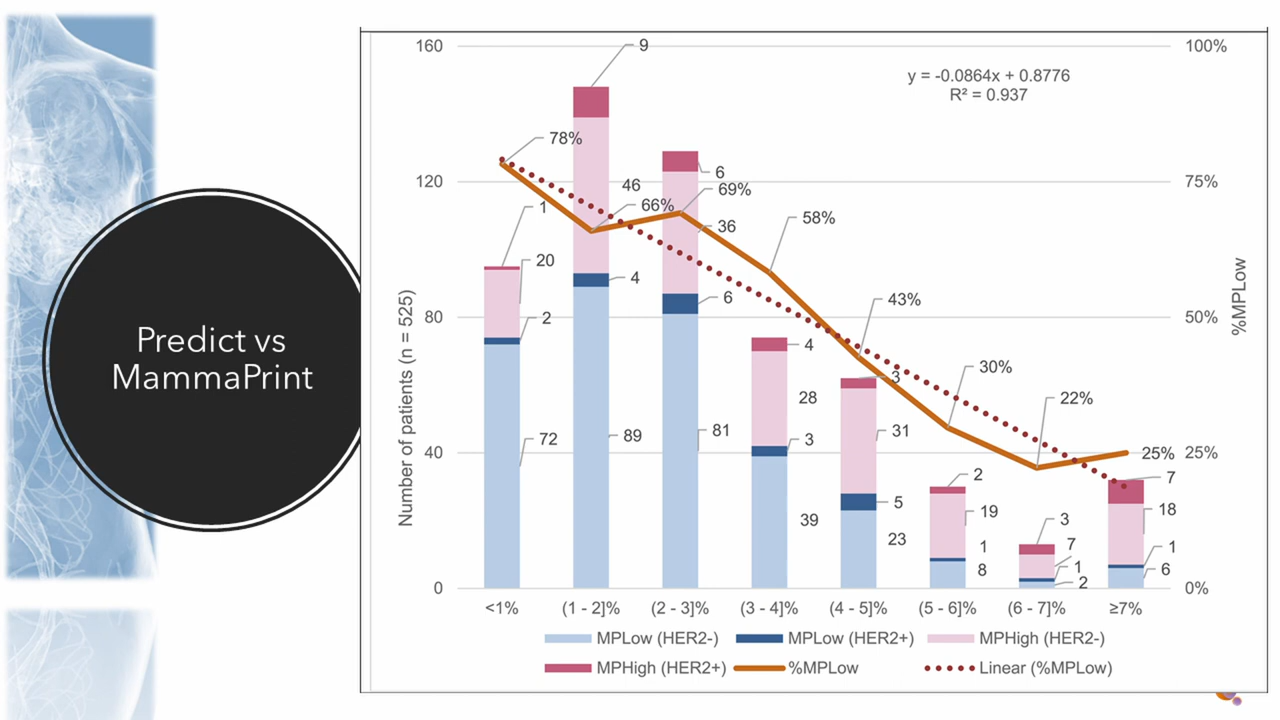 Predict vs
MammaPrint
160
120
80
40
0
Number of patients (n = 525)
100%
75%
50%
25%
0%
%MPLow
y = -0.0864x + 0.8776
R² = 0.937
78%
1
20
2
72
9
46
66%
4
89
6
69%
36
6
81
58%
4
28
3
39
43%
3
31
5
23
30%
2
19
1
8
22%
3
7
1
2
25%
7
18
1
6
<1%
(1 - 2]%
(2 - 3]%
(3 - 4]%
(4 - 5]%
(5 - 6]%
(6 - 7]%
≥7%
MPLow (HER2-)
MPLow (HER2+)
MPHigh (HER2-)
MPHigh (HER2+)
%MPLow
Linear (%MPLow)